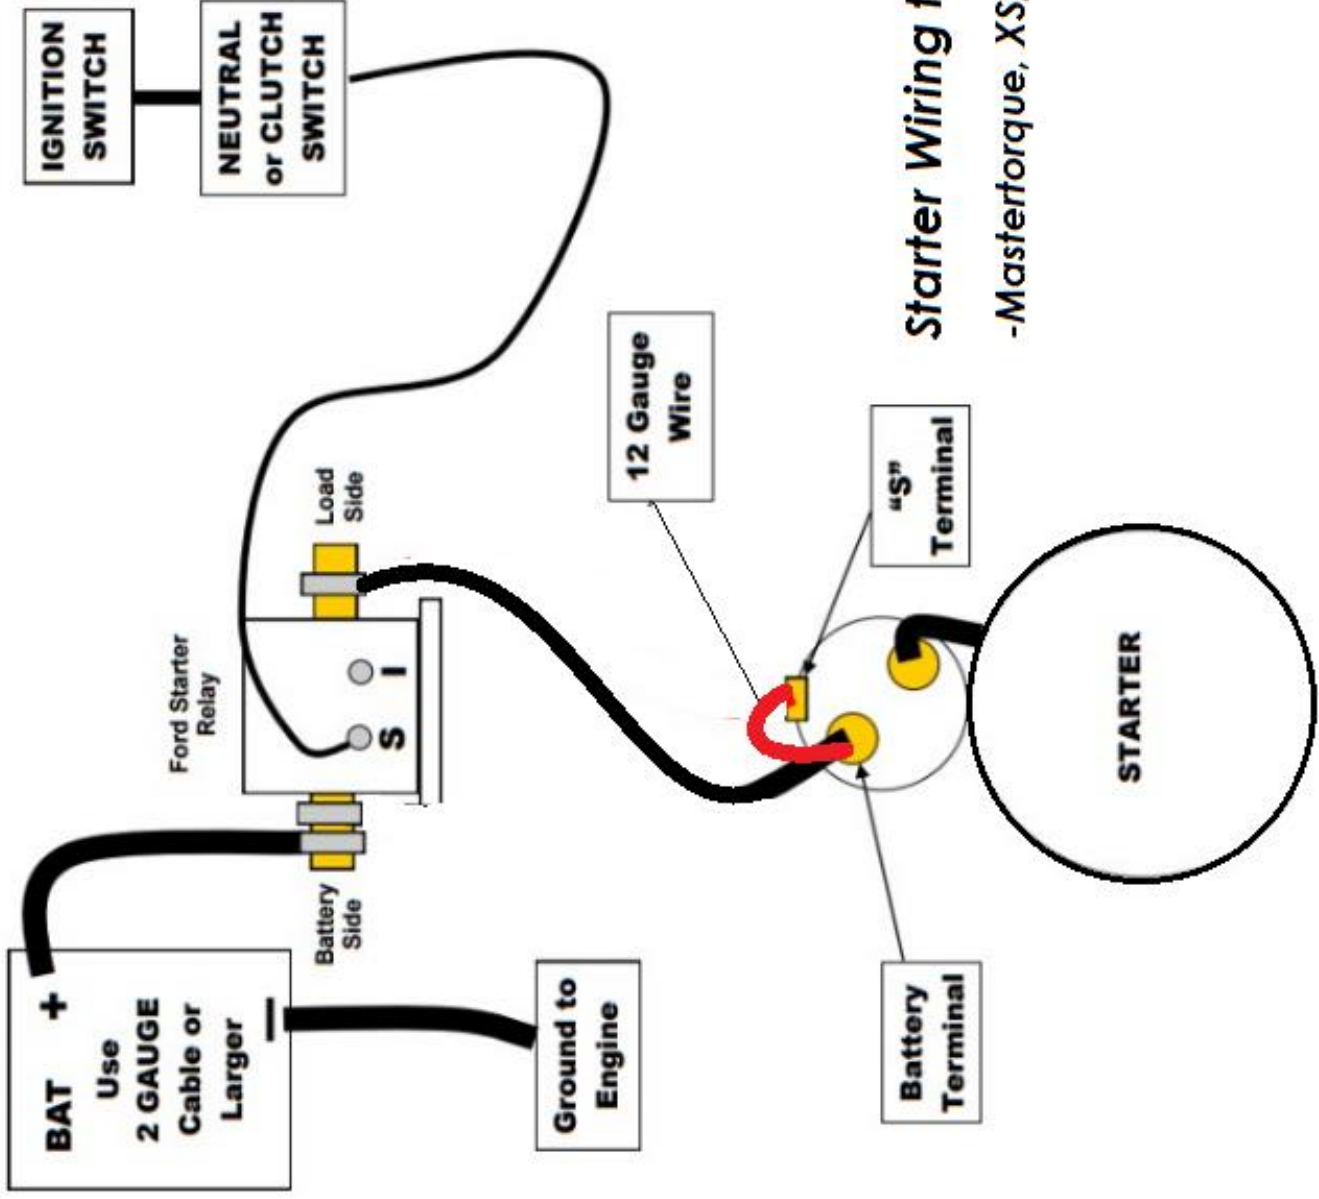 IGNITION
SWITCH
NEUTRAL
or CLUTCH
SWITCH
Ford Starter
Relay
Load
Side
S
I
Battery
Side
BAT +
Use
2 GAUGE
Cable or
Larger
Ground to
Engine
12 Gauge
Wire
"S"
Terminal
Battery
Terminal
STARTER
Starter Wiring
-Mastertorque, XS